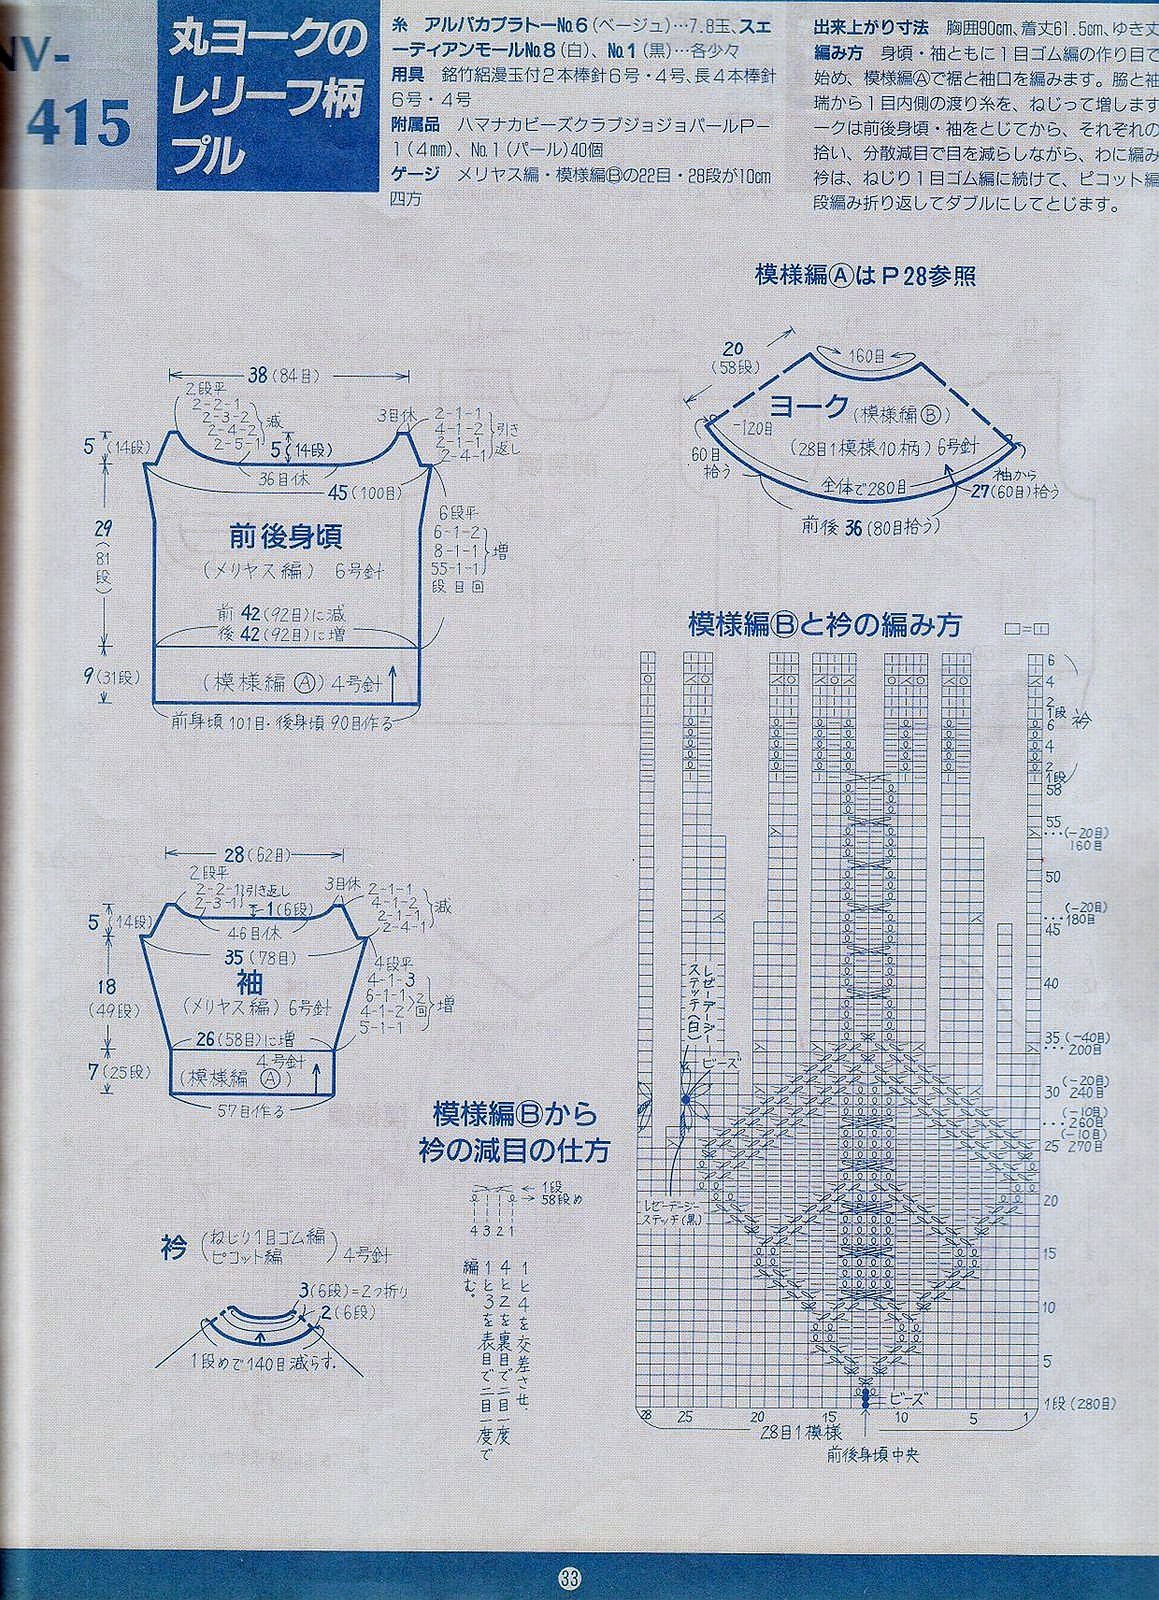 NV-
415
丸ヨークの
レリーフ柄
プル
糸　アルパカプラトーNo.6(ベージュ)…7.8玉、スエ
ーディアンモールNo.8(白)、No.1(黒)…各少々
用具　銘竹紹漫玉付2本棒針6号・4号、長4本棒針
6号・4号
附属品　ハマナカビーズクラブジョジョパールP-
1(4mm)、No.1(パール)40個
ゲージ　メリヤス編・模様編Ⓑの22目・28段が10cm
四方
出来上がり寸法　胸囲90cm、着丈61.5cm、ゆき丈
編み方　身頃・袖ともに1目ゴム編の作り目で
始め、模様編Ⓐで裾と袖口を編みます。脇と袖
端から1目内側の渡り糸を、ねじって増します
ークは前後身頃・袖をとじてから、それぞれの
拾い、分散減目で目を減らしながら、わに編み
衿は、ねじり1目ゴム編に続けて、ピコット編
段編み折り返してダブルにしてとじます。
模様編ⒶはP28参照
38(84目)
2段平
2-2-1
2-3-2
2-4-2
2-5-1
減
5(14段)
36目休
3目休
2-1-1
4-1-2
2-1-1
2-4-1
引き
返し
5(14段)
45(100目)
29(81段)
前後身頃
(メリヤス編)　6号針
6段平
6-1-2
8-1-1
55-1-1
段目回
増
前42(92目)に減
後42(92目)に増
9(31段)
(模様編Ⓐ)4号針
前身頃101目・後身頃90目作る
20
(58段)
160目
ヨーク(模様編Ⓑ)
-120目
(28目1模様10柄)6号針
60目
拾う
全体で280目
袖から
27(60目)拾う
前後36(80目拾う)
28(62目)
2段平
2-2-1
2-3-1
引き返し
1(6段)
46目休
3目休
2-1-1
4-1-2
2-1-1
2-4-1
減
5(14段)
35(78目)
18
(49段)
袖
(メリヤス編)6号針
4段平
4-1-3
6-1-1
4-1-2
2回
5-1-1
増
26(58目)に増
7(25段)
4号針
(模様編Ⓐ)
57目作る
模様編Ⓑから
衿の減目の仕方
←1段
→58段め
4321
1と4を交差させ、
4と2を裏目で二目一度
1と3を表目で二目一度で
編む。
衿
(ねじり1目ゴム編
ピコット編)4号針
3(6段)=2つ折り
2(6段)
1段めで140目減らす.
模様編Ⓑと衿の編み方
□=|
6
4
2
1段
6
4
2
1段
衿
58
55
(-20目)
160目
50
(-20目)
180目
45
40
35
(-40目)
200目
30
(-20目)
240目
(-10目)
260目
25
(-10目)
270目
20
15
10
5
1段(280目)
レゼーデージー
ステッチ(白)
ビーズ
レゼーデージー
ステッチ(黒)
ビーズ
28
25
20
15
10
5
1
28目1模様
前後身頃中央
33